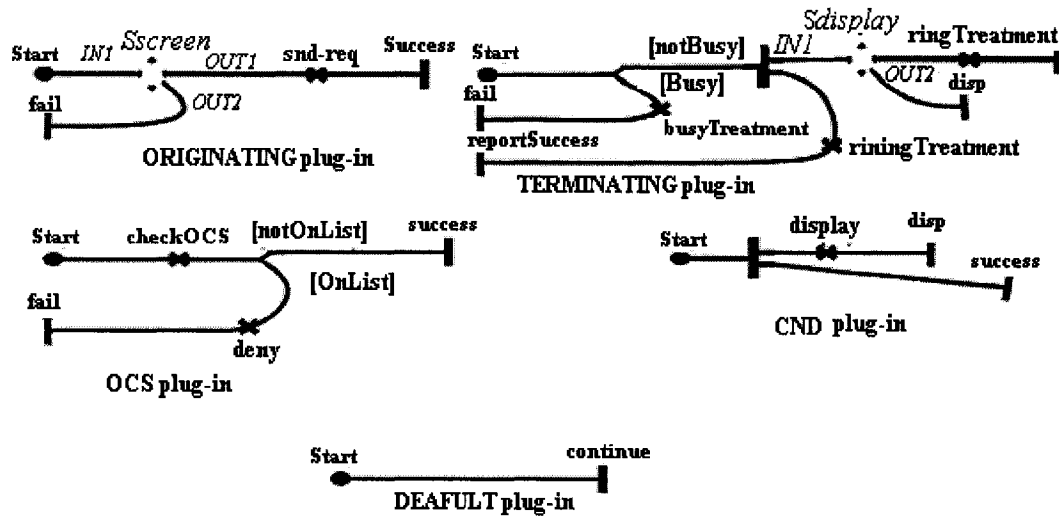 Start IN1 Sscreen OUT1 snd-req Success
OUT2
fail
ORIGINATING plug-in
Start [notBusy] IN1 Sdisplay ringTreatment
[Busy] OUT2 disp
fail
busyTreatment
reportSuccess riningTreatment
TERMINATING plug-in
Start checkOCS [notOnList] success
[OnList]
fail
deny
OCS plug-in
Start display disp
success
CND plug-in
Start continue
DEAFULT plug-in